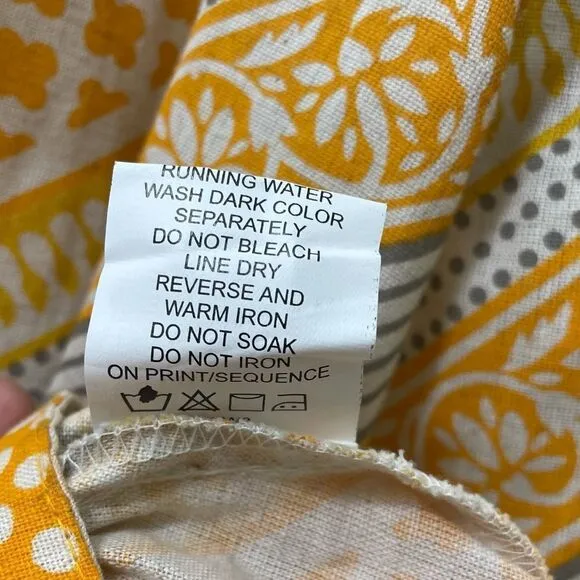 RUNNING WATER
WASH DARK COLOR
SEPARATELY
DO NOT BLEACH
LINE DRY
REVERSE AND
WARM IRON
DO NOT SOAK
DO NOT IRON
ON PRINT/SEQUENCE